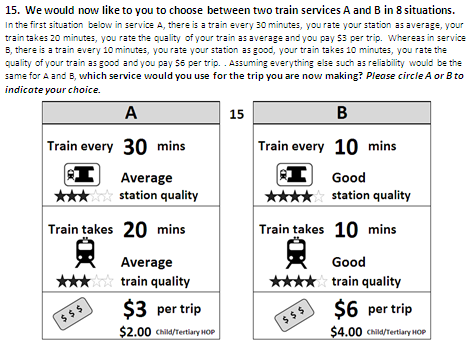 15. We would now like to you to choose between two train services A and B in 8 situations.
In the first situation below in service A, there is a train every 30 minutes, you rate your station as average, your
train takes 20 minutes, you rate the quality of your train as average and you pay $3 per trip. Whereas in service
B, there is a train every 10 minutes, you rate your station as good, your train takes 10 minutes, you rate the
quality of your train as good and you pay $6 per trip. . Assuming everything else such as reliability would be the
same for A and B, which service would you use for the trip you are now making? Please circle A or B to
indicate your choice.
A
Train every 30 mins
Average
station quality
Train takes 20 mins
Average
train quality
$ $ $
$3 per trip
$2.00 Child/Tertiary HOP
15
B
Train every 10 mins
Good
station quality
Train takes 10 mins
Good
train quality
$ $ $
$6 per trip
$4.00 Child/Tertiary HOP